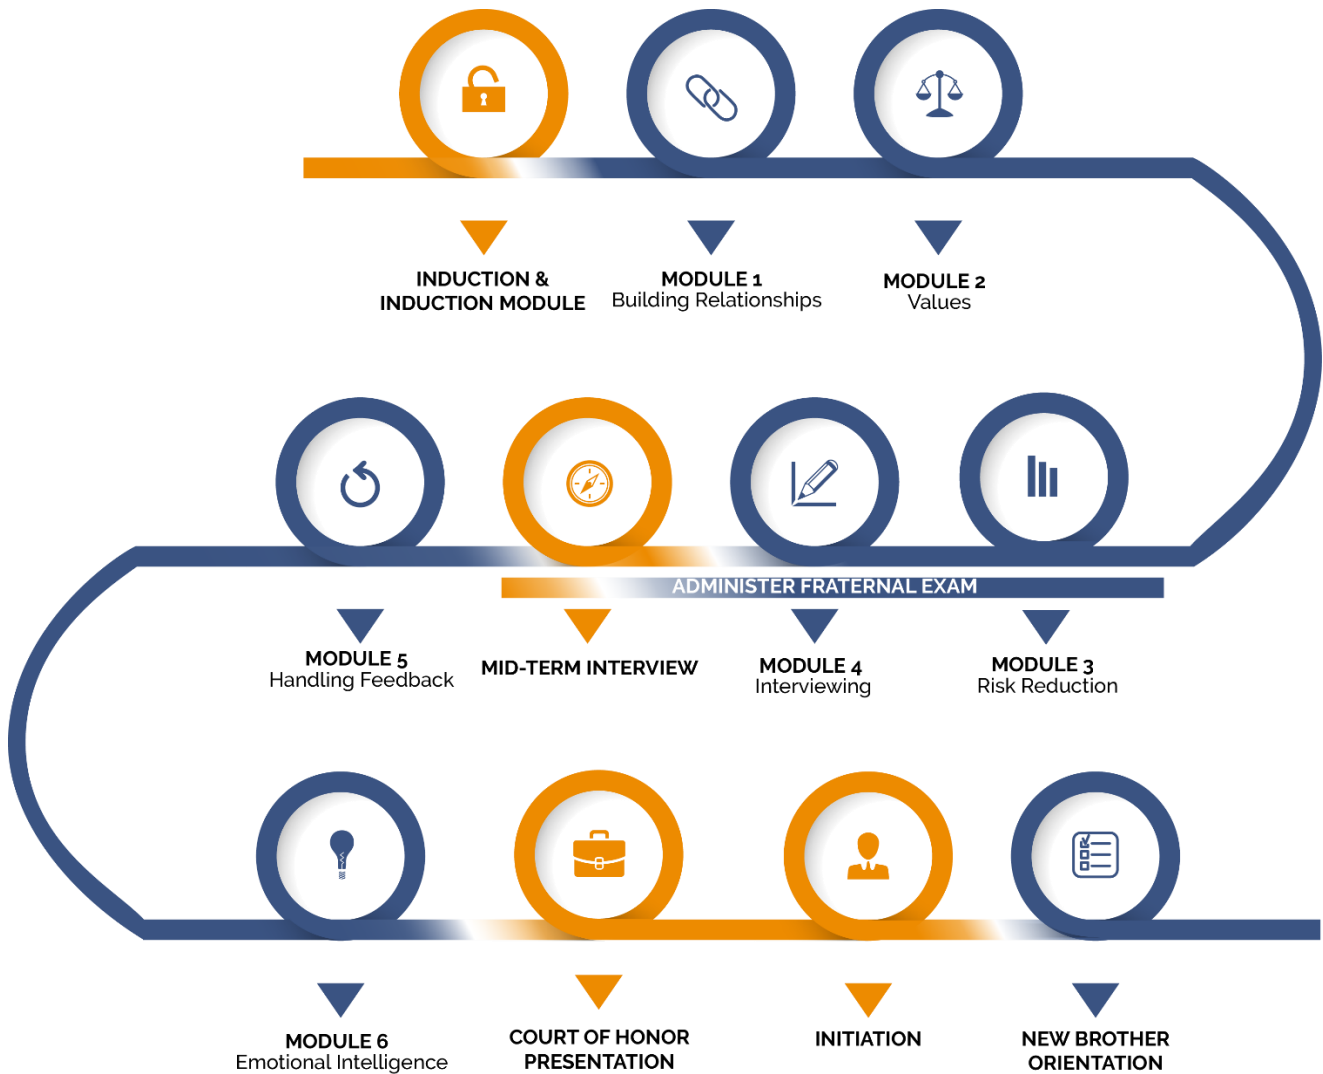 INDUCTION &
INDUCTION MODULE
MODULE 1
Building Relationships
MODULE 2
Values
ADMINISTER FRATERNAL EXAM
MODULE 5
Handling Feedback
MID-TERM INTERVIEW
MODULE 4
Interviewing
MODULE 3
Risk Reduction
MODULE 6
Emotional Intelligence
COURT OF HONOR
PRESENTATION
INITIATION
NEW BROTHER
ORIENTATION